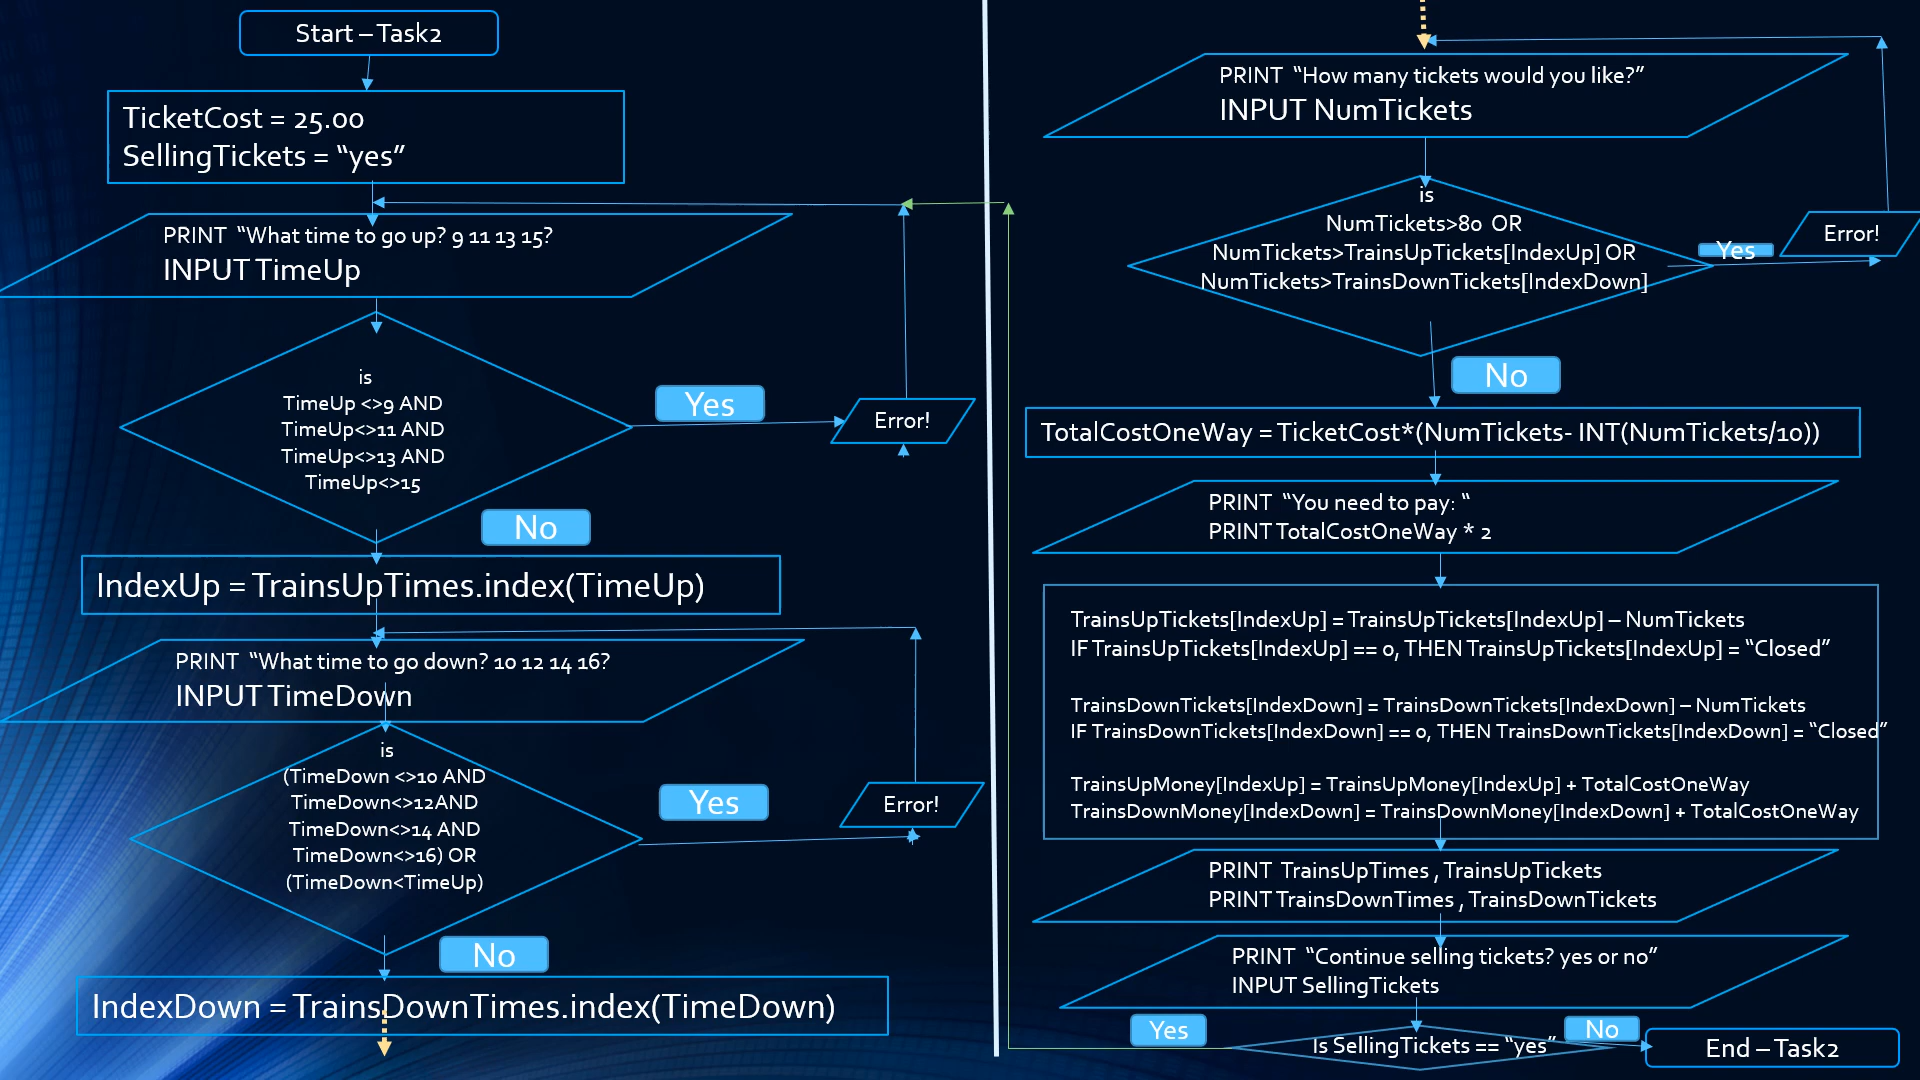 Start – Task2
TicketCost = 25.00
SellingTickets = “yes”
PRINT “What time to go up? 9 11 13 15?
INPUT TimeUp
is
TimeUp <>9 AND
TimeUp<>11 AND
TimeUp<>13 AND
TimeUp<>15
Yes
Error!
No
IndexUp = TrainsUpTimes.index(TimeUp)
PRINT “What time to go down? 10 12 14 16?
INPUT TimeDown
is
(TimeDown <>10 AND
TimeDown<>12AND
TimeDown<>14 AND
TimeDown<>16) OR
(TimeDown<TimeUp)
Yes
Error!
No
IndexDown = TrainsDownTimes.index(TimeDown)
PRINT “How many tickets would you like?”
INPUT NumTickets
is
NumTickets>80 OR
NumTickets>TrainsUpTickets[IndexUp] OR
NumTickets>TrainsDownTickets[IndexDown]
Yes
Error!
No
TotalCostOneWay = TicketCost*(NumTickets- INT(NumTickets/10))
PRINT “You need to pay: “
PRINT TotalCostOneWay * 2
TrainsUpTickets[IndexUp] = TrainsUpTickets[IndexUp] – NumTickets
IF TrainsUpTickets[IndexUp] == 0, THEN TrainsUpTickets[IndexUp] = “Closed”
TrainsDownTickets[IndexDown] = TrainsDownTickets[IndexDown] – NumTickets
IF TrainsDownTickets[IndexDown] == 0, THEN TrainsDownTickets[IndexDown] = “Closed”
TrainsUpMoney[IndexUp] = TrainsUpMoney[IndexUp] + TotalCostOneWay
TrainsDownMoney[IndexDown] = TrainsDownMoney[IndexDown] + TotalCostOneWay
PRINT TrainsUpTimes , TrainsUpTickets
PRINT TrainsDownTimes , TrainsDownTickets
PRINT “Continue selling tickets? yes or no”
INPUT SellingTickets
Yes
Is SellingTickets == “yes”
No
End – Task2